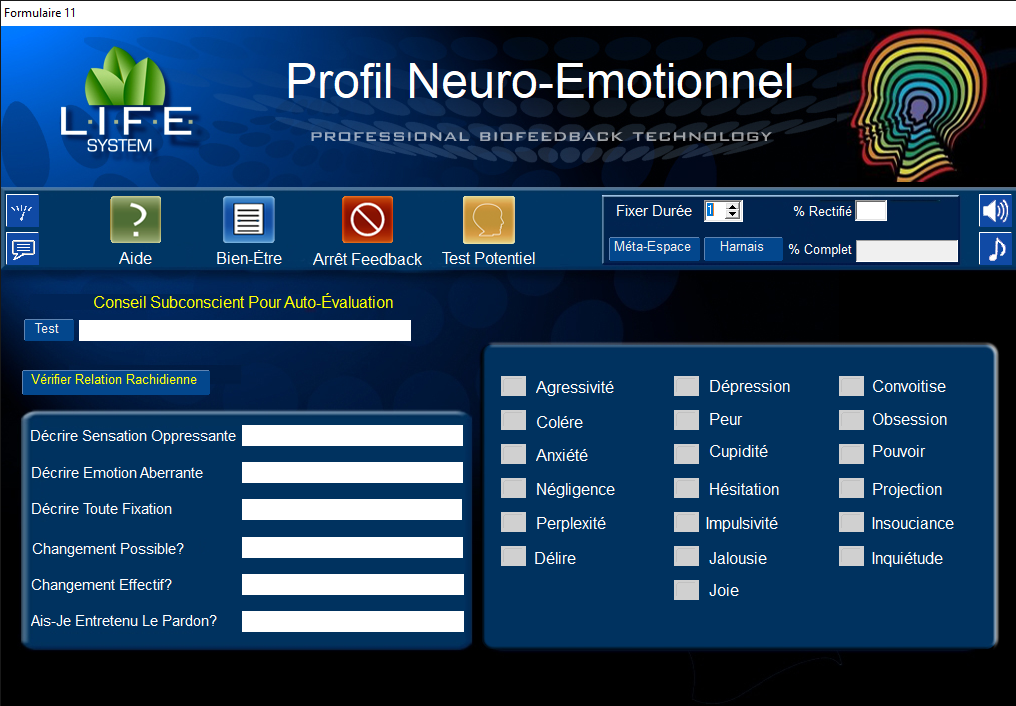 Formulaire 11
L·I·F·E
SYSTEM
Profil Neuro-Emotionnel
PROFESSIONAL BIOFEEDBACK TECHNOLOGY
?
Aide
Bien-Être
Arrêt Feedback
Test Potentiel
Fixer Durée
1
% Rectifié
Méta-Espace
Harnais
% Complet
Conseil Subconscient Pour Auto-Évaluation
Test
Vérifier Relation Rachidienne
Décrire Sensation Oppressante
Décrire Emotion Aberrante
Décrire Toute Fixation
Changement Possible?
Changement Effectif?
Ais-Je Entretenu Le Pardon?
Agressivité
Colére
Anxiété
Négligence
Perplexité
Délire
Dépression
Peur
Cupidité
Hésitation
Impulsivité
Jalousie
Joie
Convoitise
Obsession
Pouvoir
Projection
Insouciance
Inquiétude